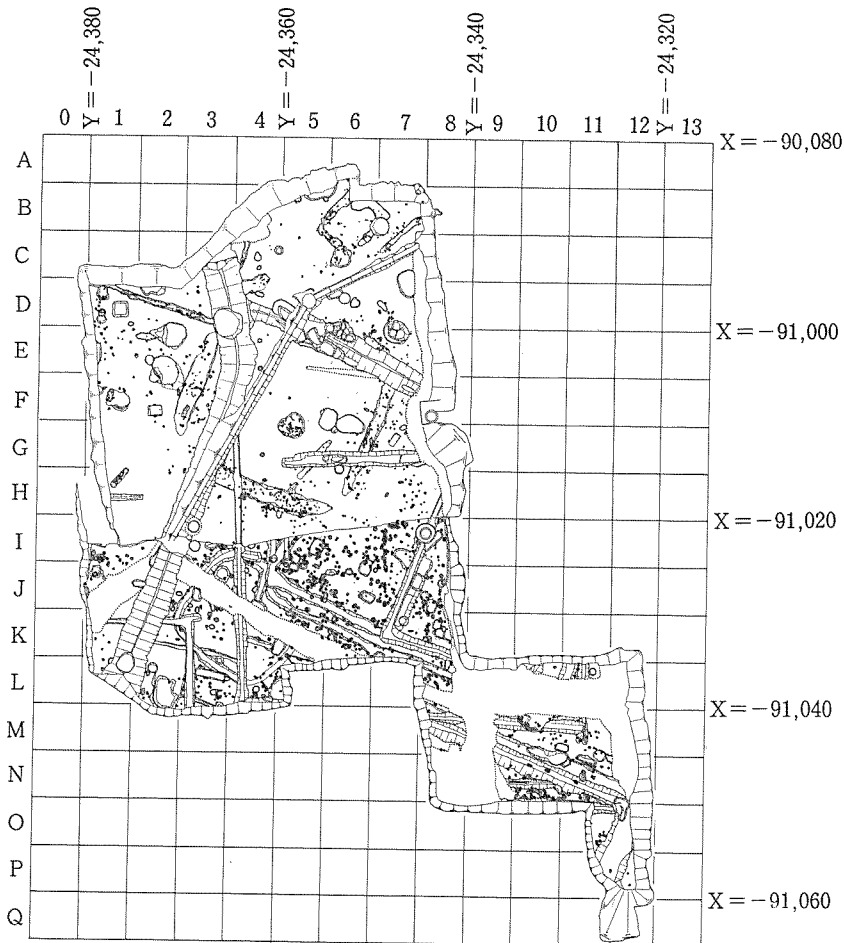 Y＝−24,380
Y＝−24,360
Y＝−24,340
Y＝−24,320
0 1 2 3 4 5 6 7 8 9 10 11 12 13
X＝−90,080
A
B
C
D
X＝−91,000
E
F
G
H
X＝−91,020
I
J
K
L
X＝−91,040
M
N
O
P
X＝−91,060
Q